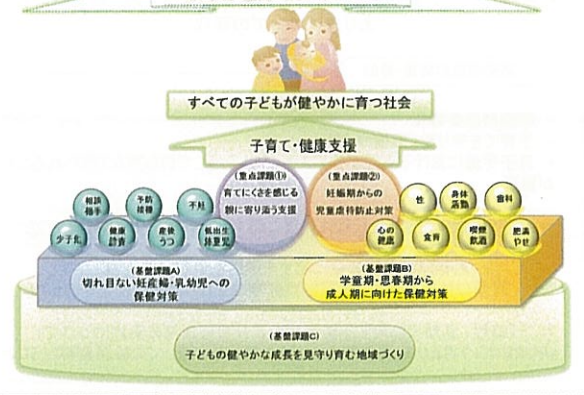 すべての子どもが健やかに育つ社会
子育て・健康支援
(重点課題①)
育てにくさを感じる
親に寄り添う支援
(重点課題②)
妊娠期からの
児童虐待防止対策
相談
相手
予防
接種
不妊
少子化
健康
診査
産後
うつ
低出生
体重児
性
身体
活動
歯科
心の
健康
食育
喫煙
飲酒
肥満
やせ
(基盤課題A)
切れ目ない妊産婦・乳幼児への
保健対策
(基盤課題B)
学童期・思春期から
成人期に向けた保健対策
(基盤課題C)
子どもの健やかな成長を見守り育む地域づくり